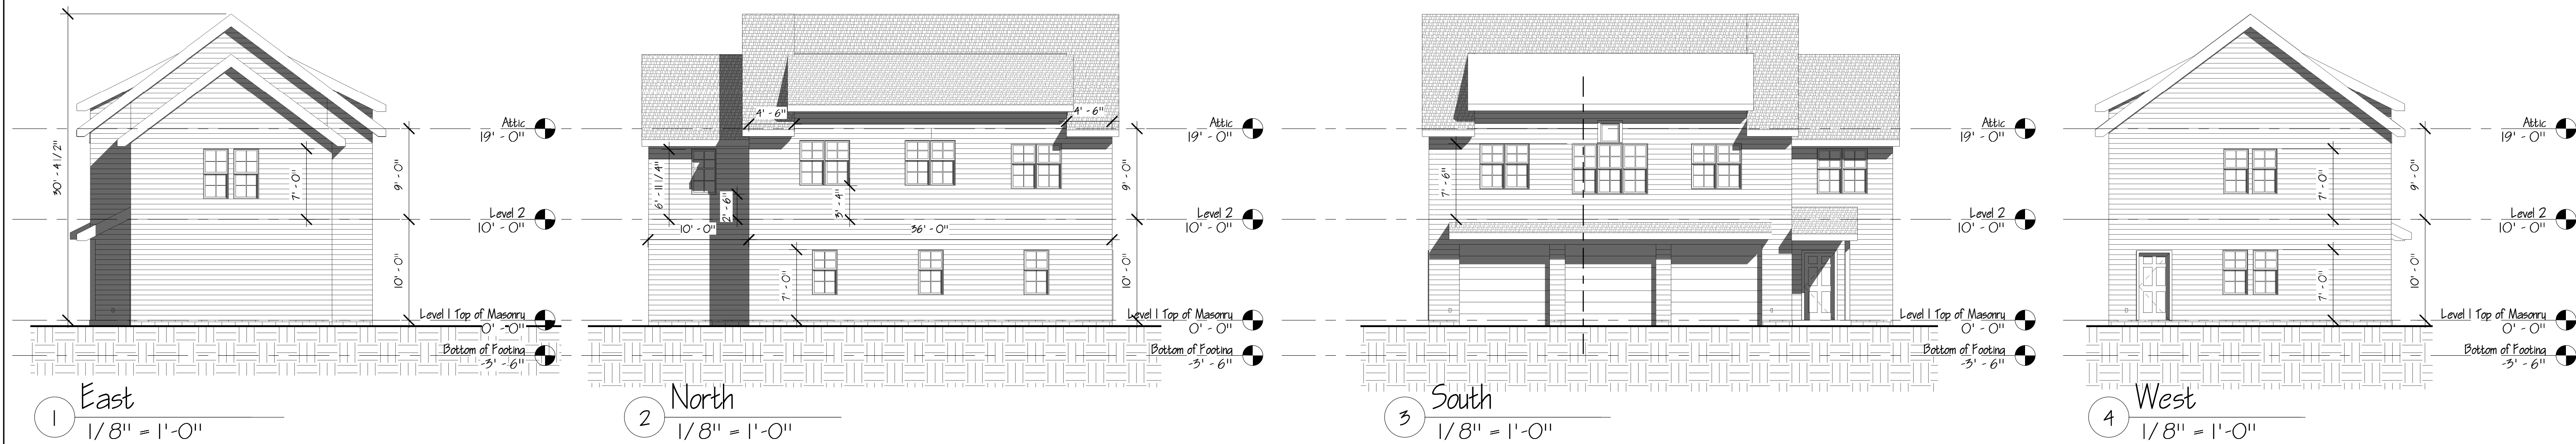 30' - 4 1/2"
7' - 0"
9' - 0"
10' - 0"
Attic
19' - 0"
Level 2
10' - 0"
Level 1 Top of Masonry
0' - 0"
Bottom of Footing
-3' - 6"
1
East
1/8" = 1'-0"
4' - 6"
4' - 6"
6' - 11 1/4"
2' - 6"
3' - 4"
10' - 0"
36' - 0"
7' - 0"
9' - 0"
10' - 0"
Attic
19' - 0"
Level 2
10' - 0"
Level 1 Top of Masonry
0' - 0"
Bottom of Footing
-3' - 6"
2
North
1/8" = 1'-0"
7' - 6"
Attic
19' - 0"
Level 2
10' - 0"
Level 1 Top of Masonry
0' - 0"
Bottom of Footing
-3' - 6"
3
South
1/8" = 1'-0"
7' - 0"
9' - 0"
7' - 0"
10' - 0"
Attic
19' - 0"
Level 2
10' - 0"
Level 1 Top of Masonry
0' - 0"
Bottom of Footing
-3' - 6"
4
West
1/8" = 1'-0"